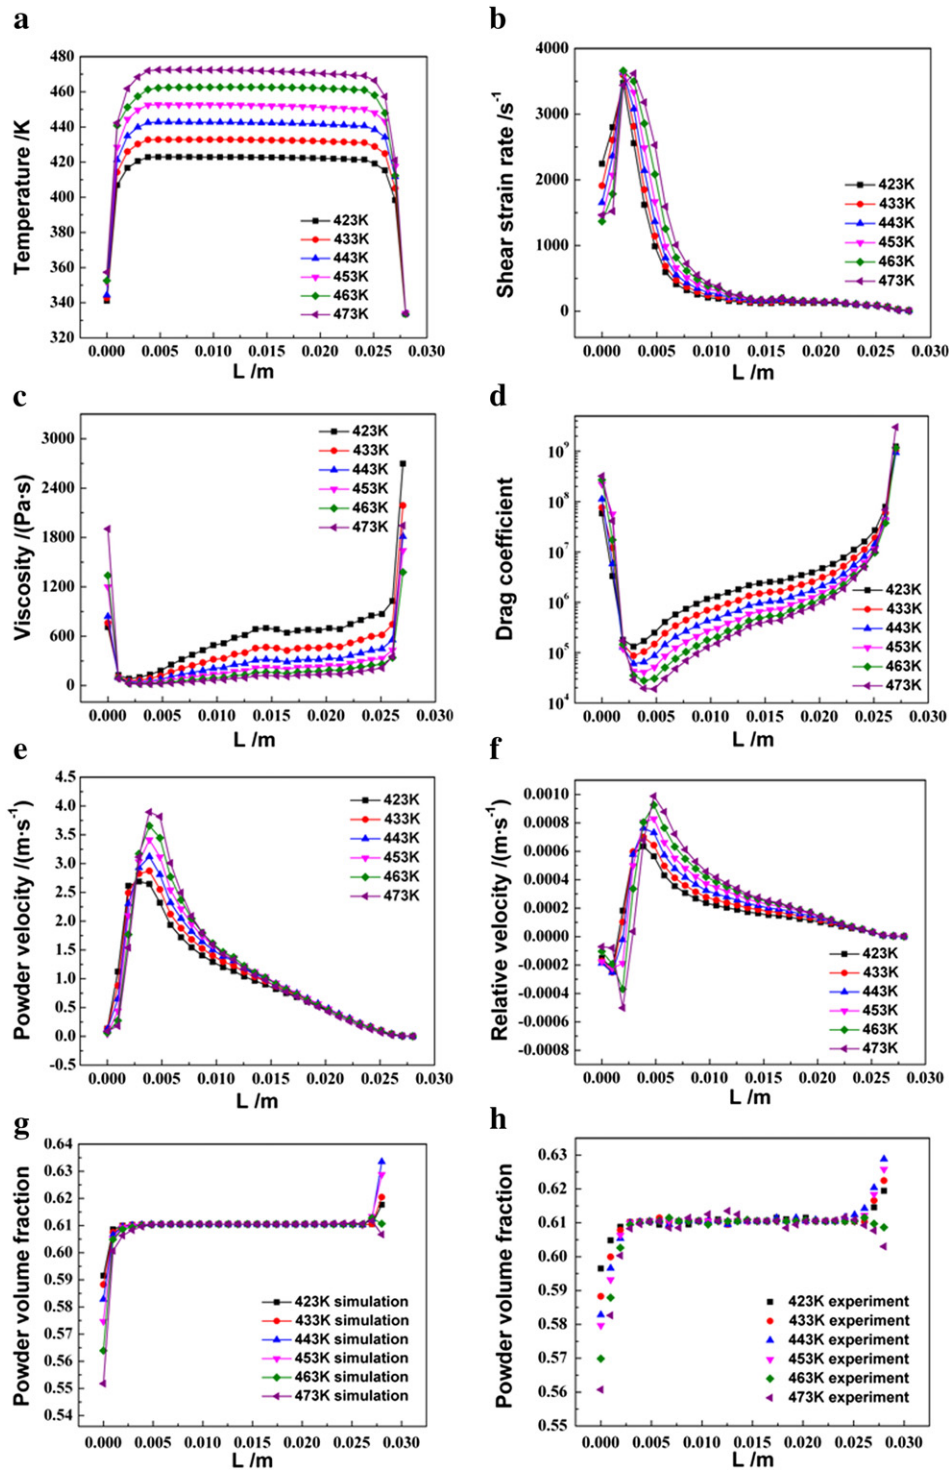 a
480
460
440
420
400
380
360
340
320
Temperature /K
423K
433K
443K
453K
463K
473K
0.000 0.005 0.010 0.015 0.020 0.025 0.030
L /m
b
4000
3000
2000
1000
0
Shear strain rate /s⁻¹
423K
433K
443K
453K
463K
473K
0.000 0.005 0.010 0.015 0.020 0.025 0.030
L /m
c
3000
2400
1800
1200
600
0
Viscosity /(Pa·s)
423K
433K
443K
453K
463K
473K
0.000 0.005 0.010 0.015 0.020 0.025 0.030
L /m
d
10⁹
10⁸
10⁷
10⁶
10⁵
10⁴
Drag coefficient
423K
433K
443K
453K
463K
473K
0.000 0.005 0.010 0.015 0.020 0.025 0.030
L /m
e
4.5
4.0
3.5
3.0
2.5
2.0
1.5
1.0
0.5
0.0
-0.5
Powder velocity /(m·s⁻¹)
423K
433K
443K
453K
463K
473K
0.000 0.005 0.010 0.015 0.020 0.025 0.030
L /m
f
0.0010
0.0008
0.0006
0.0004
0.0002
0.0000
-0.0002
-0.0004
-0.0006
-0.0008
Relative velocity /(m·s⁻¹)
423K
433K
443K
453K
463K
473K
0.000 0.005 0.010 0.015 0.020 0.025 0.030
L /m
g
0.64
0.63
0.62
0.61
0.60
0.59
0.58
0.57
0.56
0.55
0.54
Powder volume fraction
423K simulation
433K simulation
443K simulation
453K simulation
463K simulation
473K simulation
0.000 0.005 0.010 0.015 0.020 0.025 0.030
L /m
h
0.63
0.62
0.61
0.60
0.59
0.58
0.57
0.56
0.55
Powder volume fraction
423K experiment
433K experiment
443K experiment
453K experiment
463K experiment
473K experiment
0.000 0.005 0.010 0.015 0.020 0.025 0.030
L /m